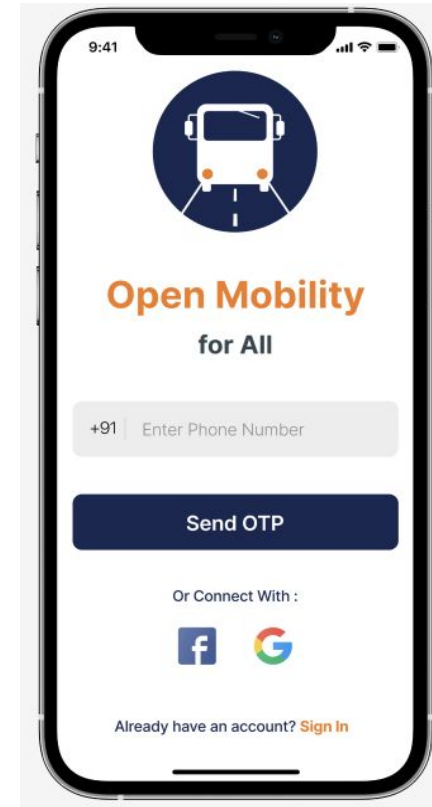 9:41
Open Mobility
for All
+91 Enter Phone Number
Send OTP
Or Connect With :
Already have an account? Sign In